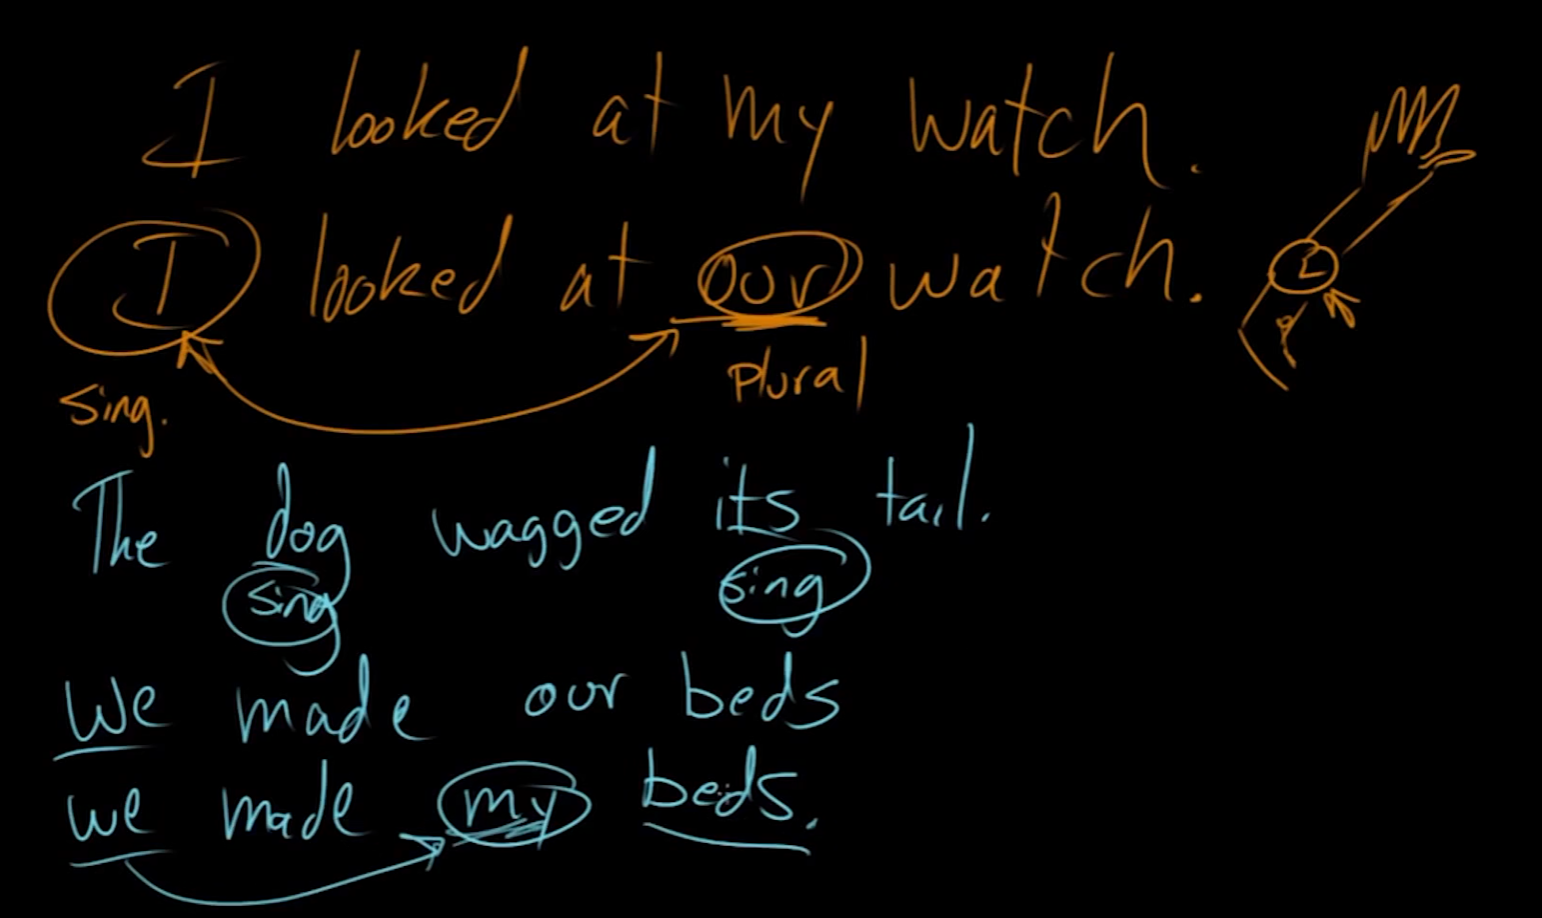 I looked at my watch.
I looked at our watch.
sing. plural
The dog wagged its tail.
sing sing
We made our beds
we made my beds.